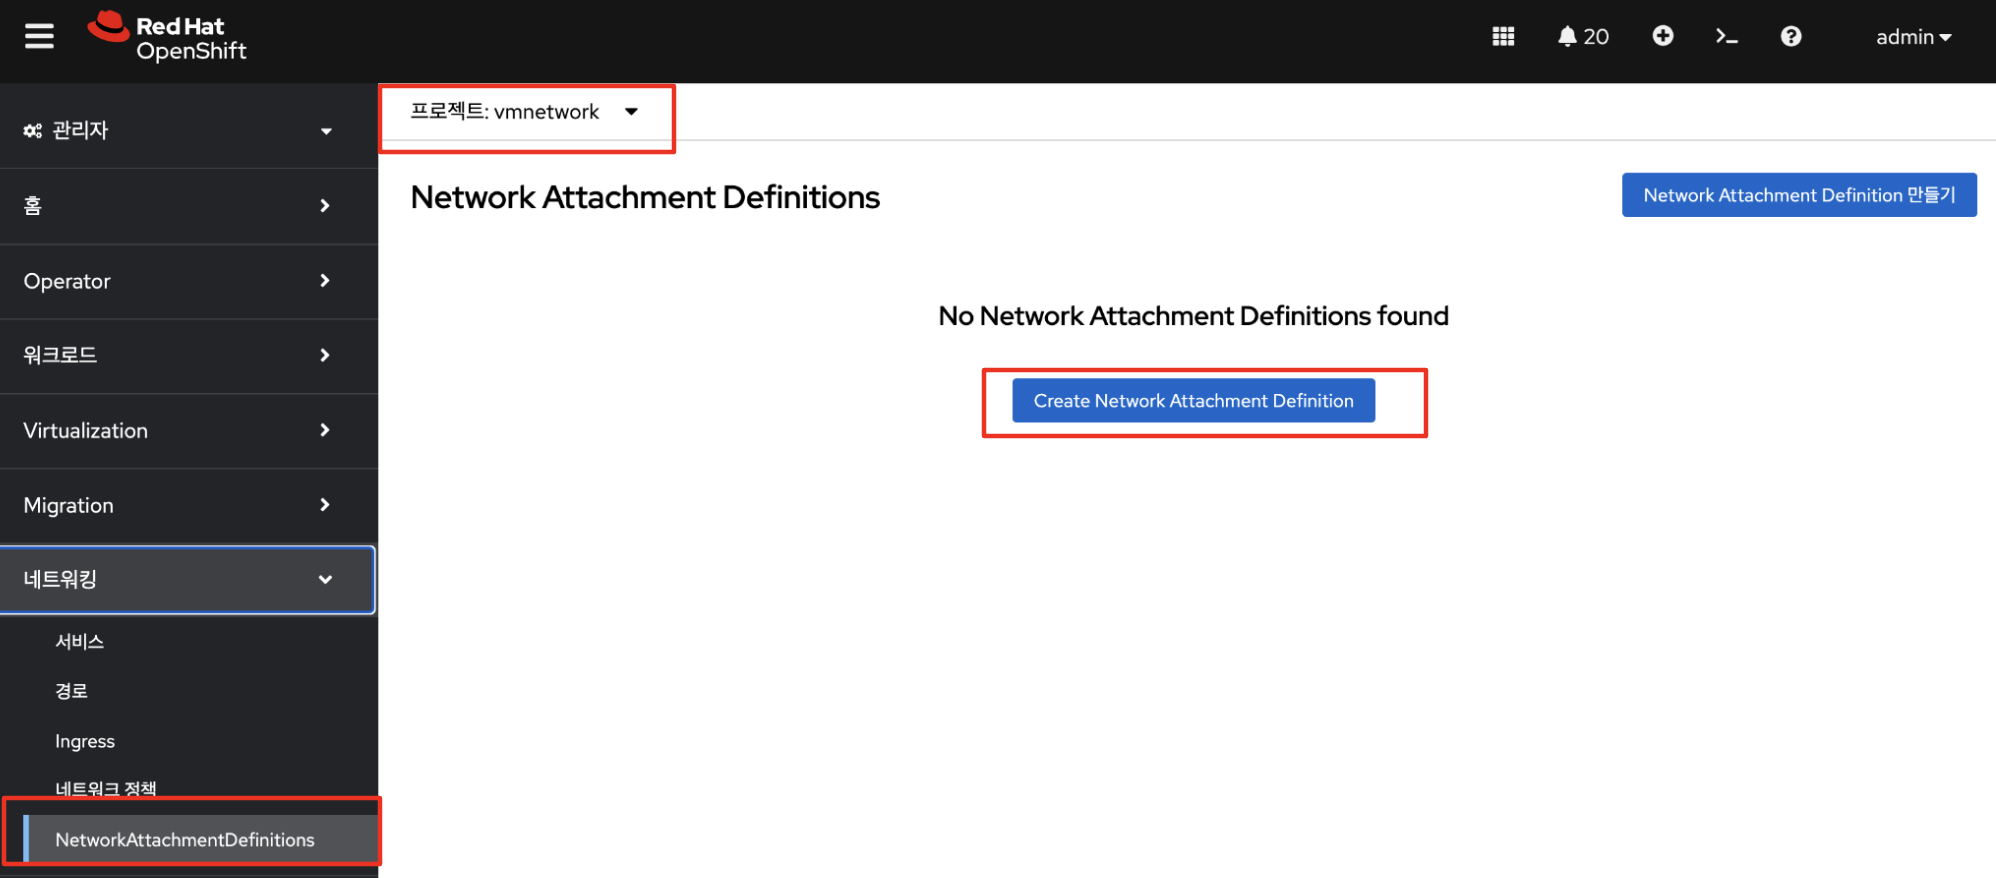 Red Hat
OpenShift
20
admin
관리자
홈
Operator
워크로드
Virtualization
Migration
네트워킹
서비스
경로
Ingress
네트워크 정책
NetworkAttachmentDefinitions
프로젝트: vmnetwork
Network Attachment Definitions
Network Attachment Definition 만들기
No Network Attachment Definitions found
Create Network Attachment Definition